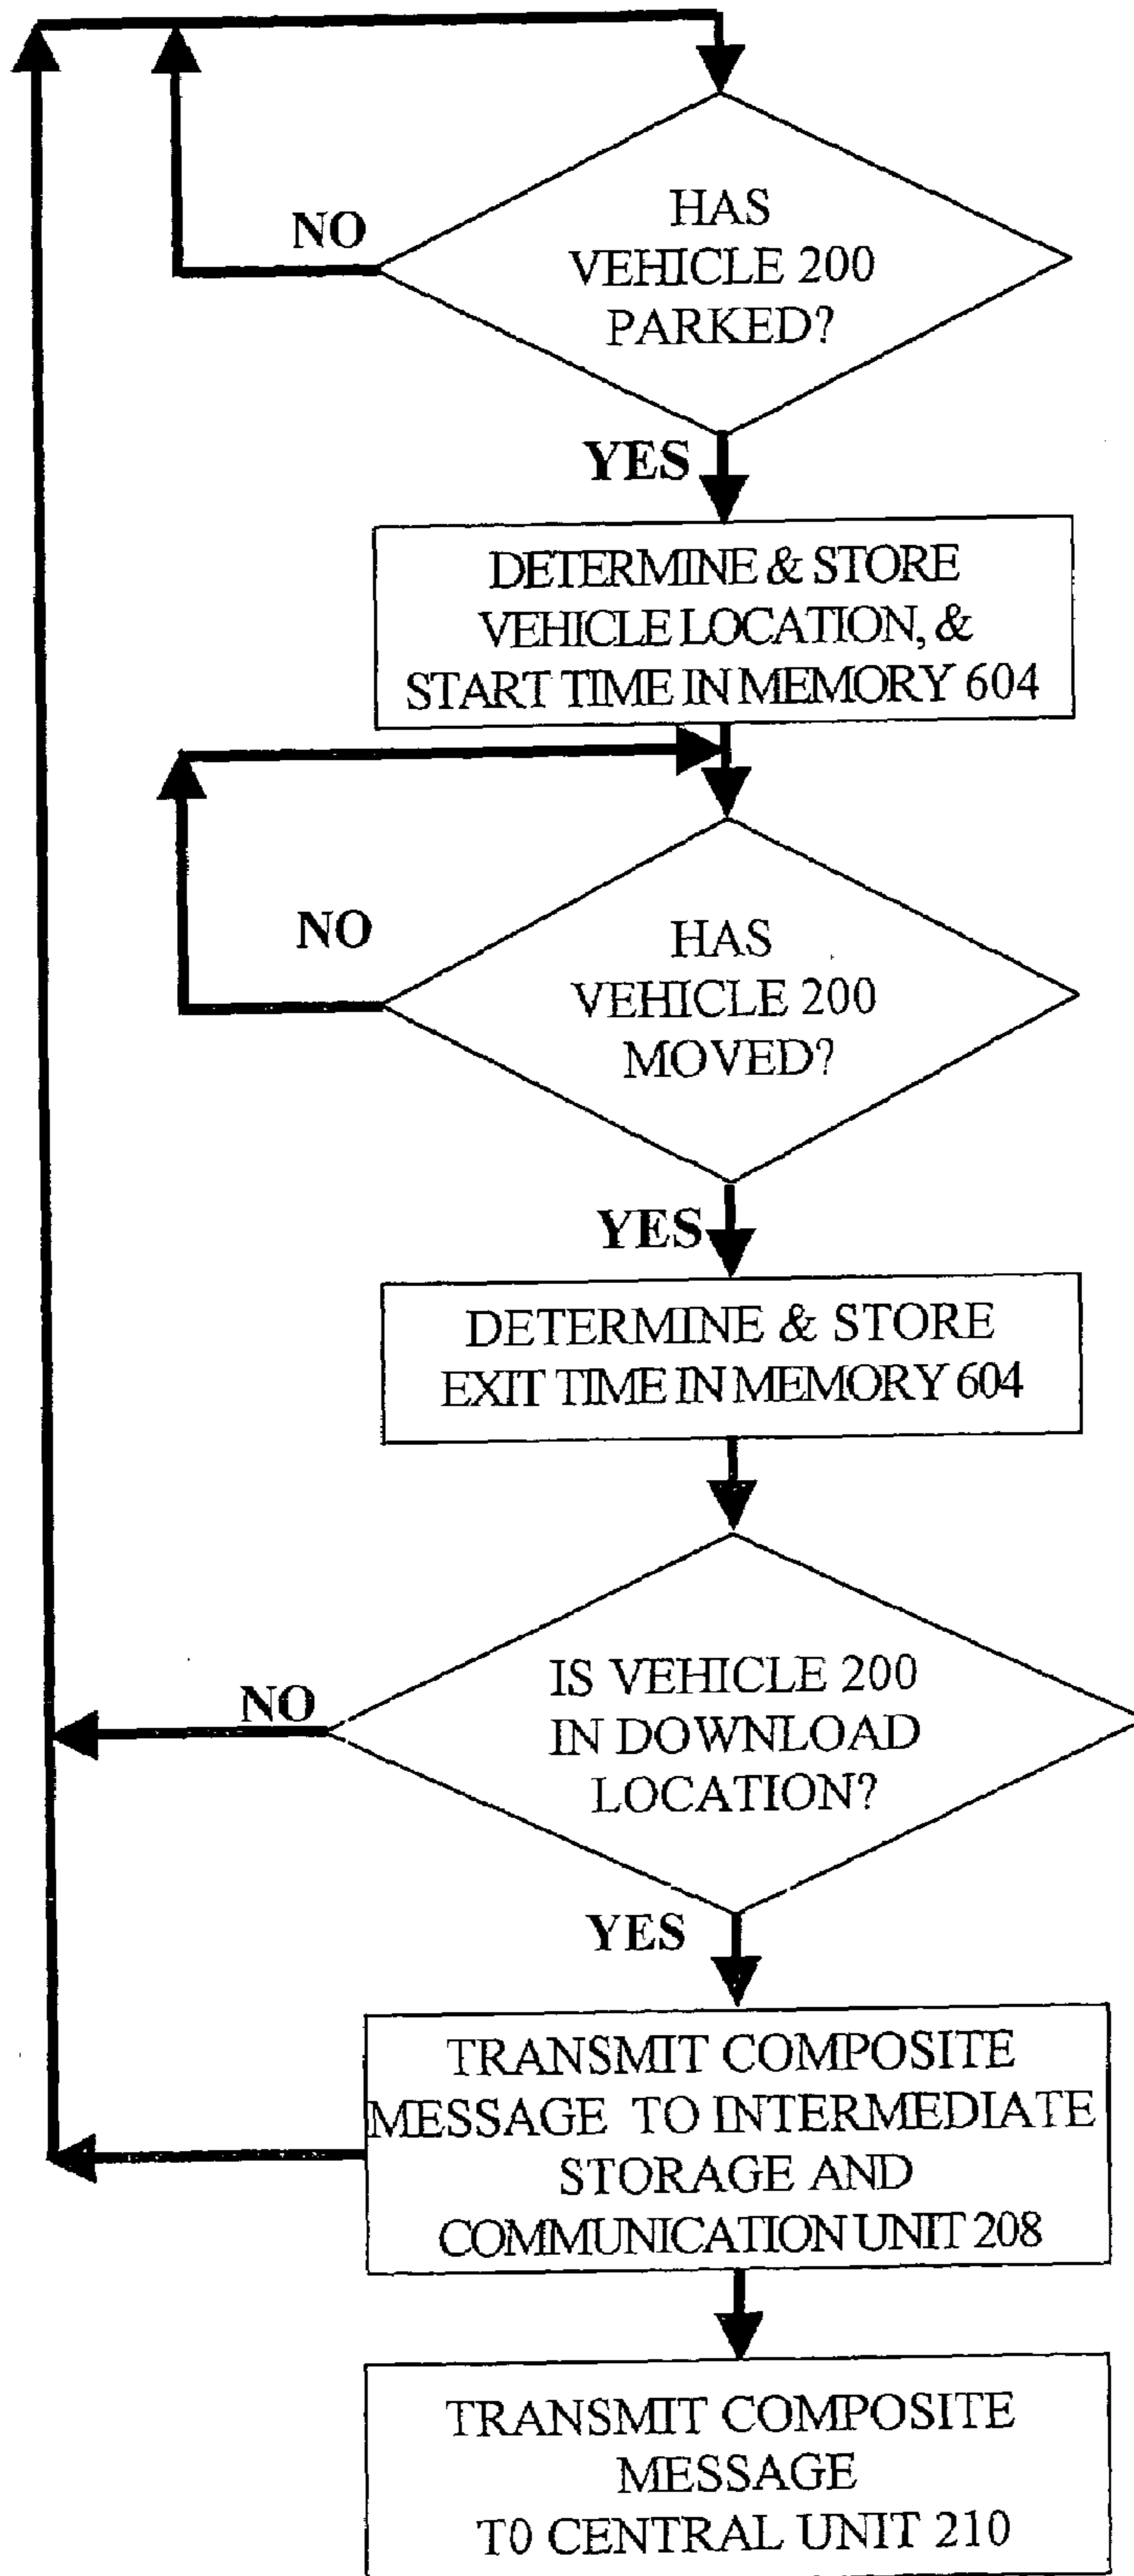 NO
HAS
VEHICLE 200
PARKED?
YES
DETERMINE & STORE
VEHICLE LOCATION, &
START TIME IN MEMORY 604
NO
HAS
VEHICLE 200
MOVED?
YES
DETERMINE & STORE
EXIT TIME IN MEMORY 604
NO
IS VEHICLE 200
IN DOWNLOAD
LOCATION?
YES
TRANSMIT COMPOSITE
MESSAGE TO INTERMEDIATE
STORAGE AND
COMMUNICATION UNIT 208
TRANSMIT COMPOSITE
MESSAGE
T0 CENTRAL UNIT 210